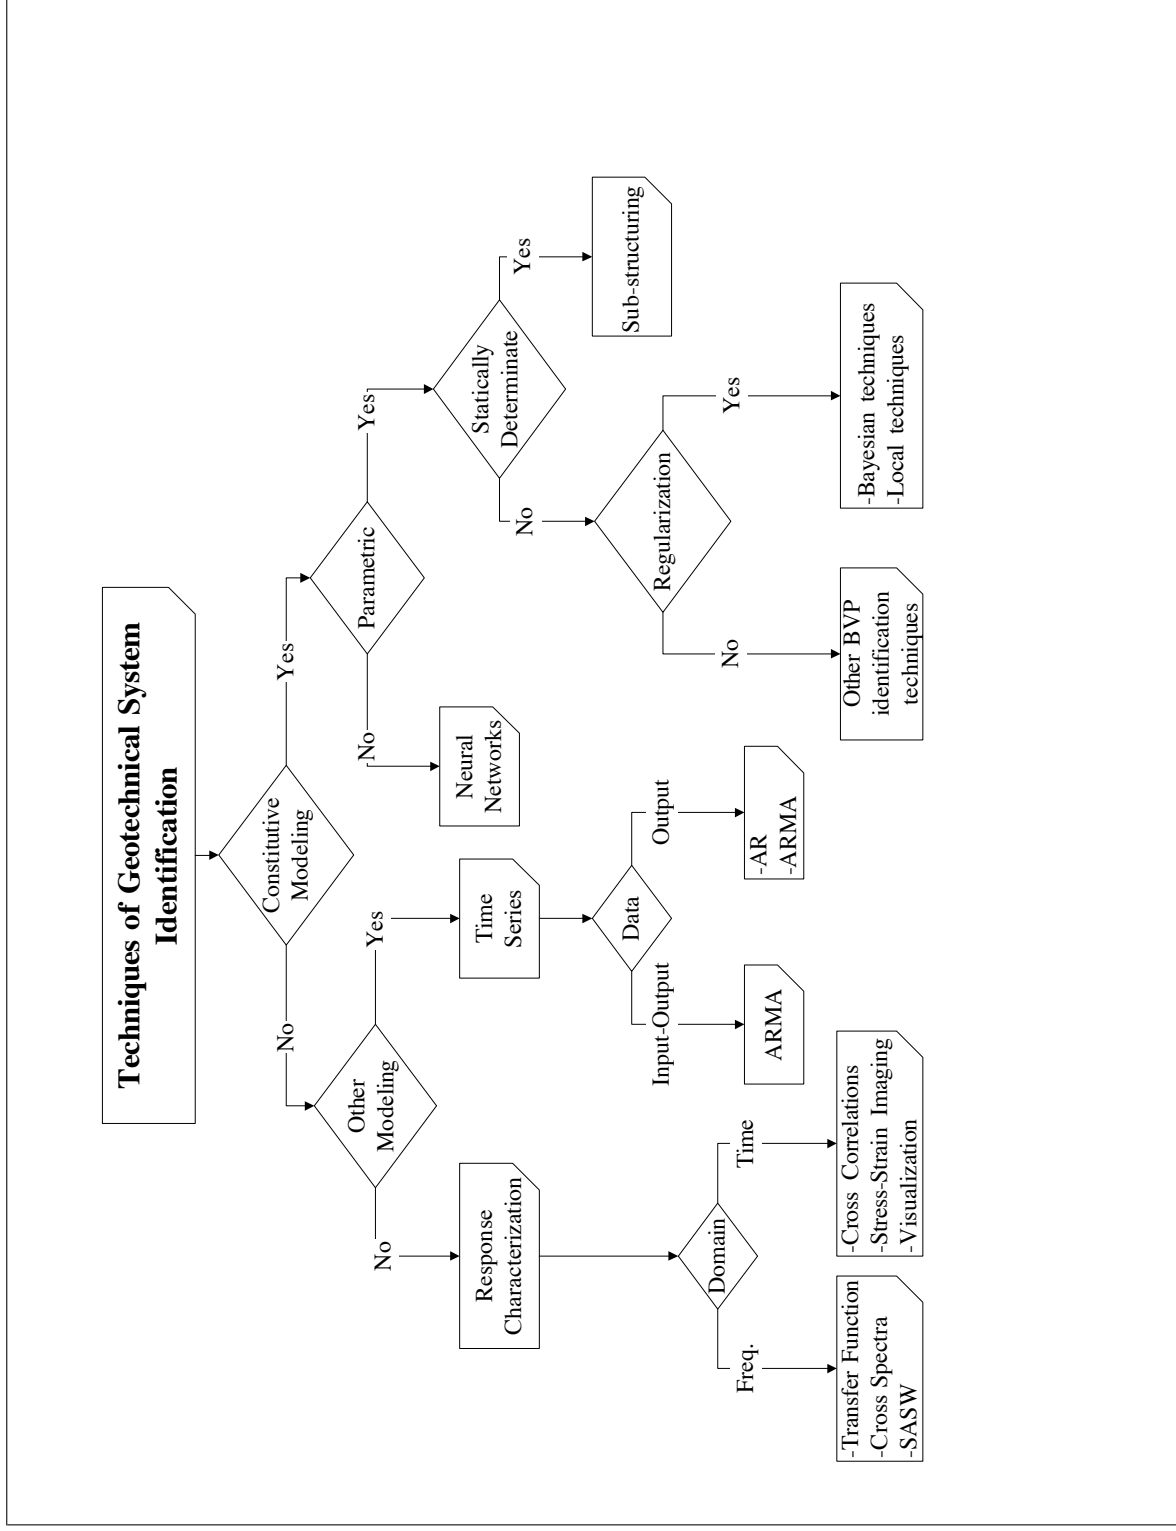 Techniques of Geotechnical System
Identification
Constitutive
Modeling
No
Yes
Other
Modeling
Parametric
No
Yes
No
Yes
Response
Characterization
Time
Series
Neural
Networks
Statically
Determinate
No
Yes
Data
Sub-structuring
Input-Output
Output
Regularization
Domain
No
Yes
Freq.
Time
ARMA
-AR
-ARMA
-Transfer Function
-Cross Spectra
-SASW
-Cross Correlations
-Stress-Strain Imaging
-Visualization
Other BVP
identification
techniques
-Bayesian techniques
-Local techniques